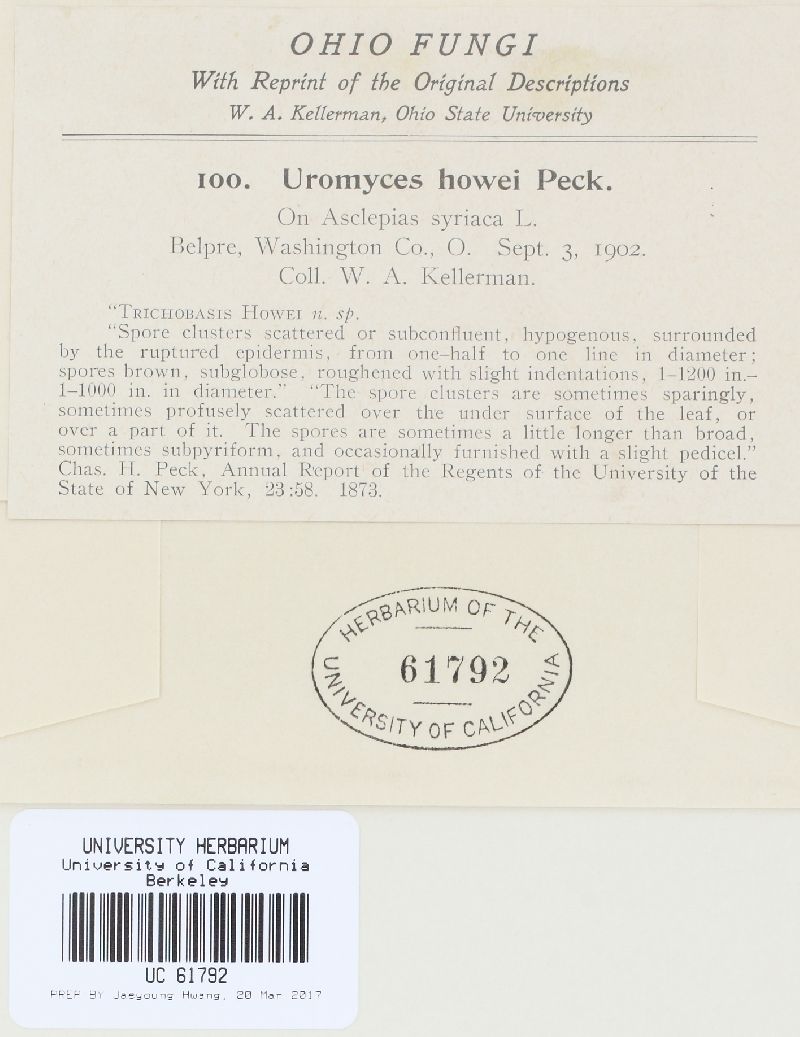 OHIO FUNGI
With Reprint of the Original Descriptions
W. A. Kellerman, Ohio State University
100. Uromyces howei Peck.
On Asclepias syriaca L.
Belpre, Washington Co., O. Sept. 3, 1902.
Coll. W. A. Kellerman.
"TRICHOBASIS HOWEI n. sp.
"Spore clusters scattered or subconfluent, hypogenous, surrounded
by the ruptured epidermis, from one-half to one line in diameter;
spores brown, subglobose, roughened with slight indentations, 1-1200 in.-
1-1000 in. in diameter." "The spore clusters are sometimes sparingly,
sometimes profusely scattered over the under surface of the leaf, or
over a part of it. The spores are sometimes a little longer than broad,
sometimes subpyriform, and occasionally furnished with a slight pedicel."
Chas. H. Peck, Annual Report of the Regents of the University of the
State of New York, 23:58. 1873.
HERBARIUM OF THE
61792
UNIVERSITY OF CALIFORNIA
UNIVERSITY HERBARIUM
University of California
Berkeley
UC 61792
PREP BY Jaeyoung Hwang, 20 Mar 2017